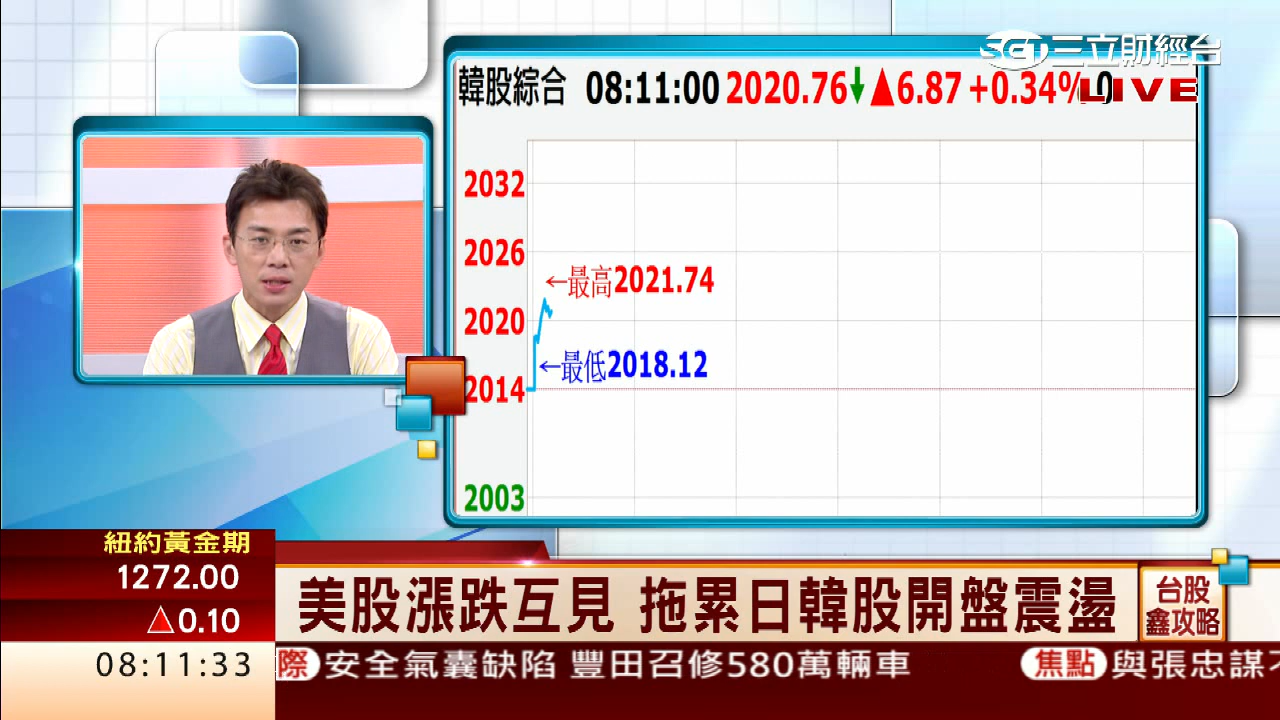 SET 三立財經台
LIVE
韓股綜合 08:11:00 2020.76↓▲6.87 +0.34% 0
2032
2026
←最高2021.74
2020
←最低2018.12
2014
2003
紐約黃金期
1272.00
△0.10
08:11:33
美股漲跌互見 拖累日韓股開盤震盪
台股
鑫攻略
際 安全氣囊缺陷 豐田召修580萬輛車 焦點 與張忠謀不